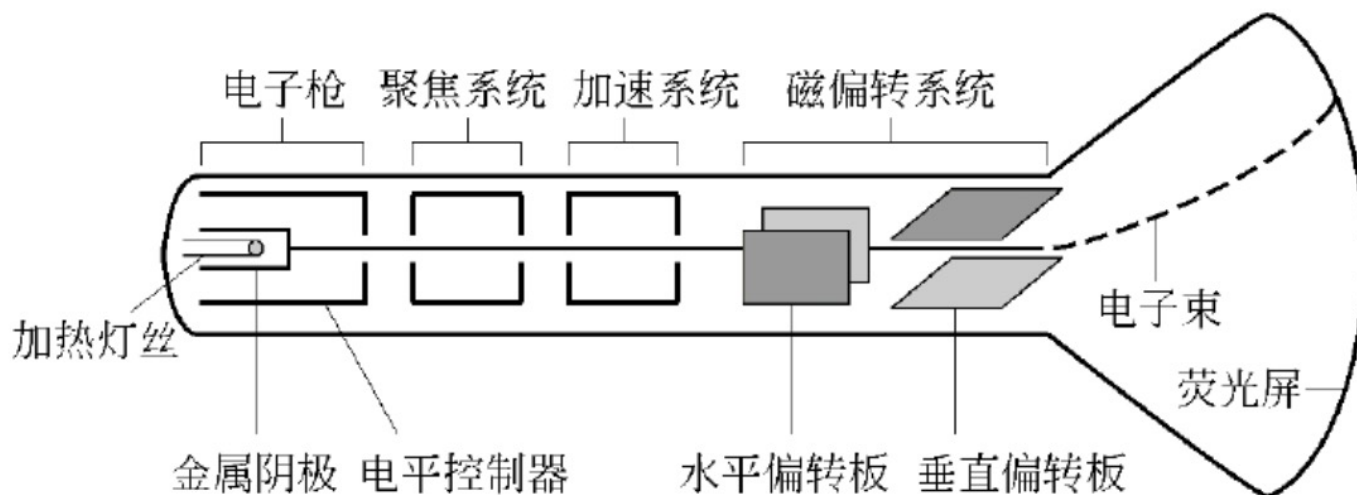 电子枪 聚焦系统 加速系统 磁偏转系统
电子束
加热灯丝
荧光屏
金属阴极 电平控制器 水平偏转板 垂直偏转板